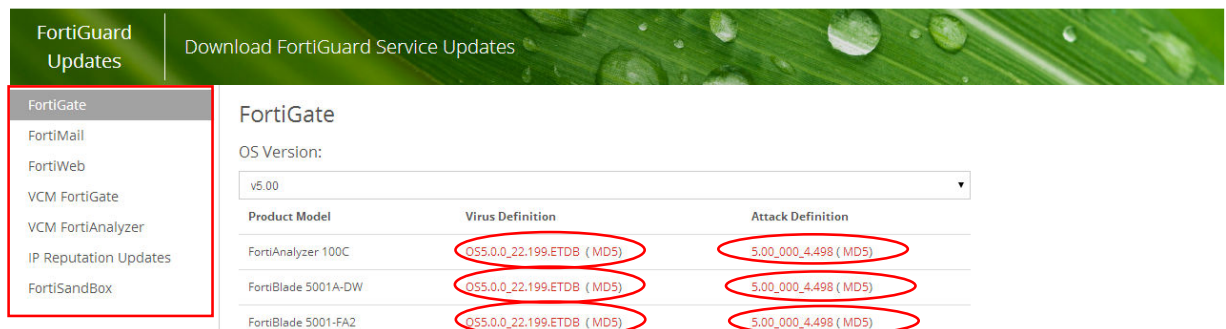 FortiGuard
Updates
Download FortiGuard Service Updates
FortiGate
FortiMail
FortiWeb
VCM FortiGate
VCM FortiAnalyzer
IP Reputation Updates
FortiSandBox
FortiGate
OS Version:
v5.00
Product Model Virus Definition Attack Definition
FortiAnalyzer 100C OS5.0.0_22.199.ETDB ( MD5) 5.00_000_4.498 ( MD5)
FortiBlade 5001A-DW OS5.0.0_22.199.ETDB ( MD5) 5.00_000_4.498 ( MD5)
FortiBlade 5001-FA2 OS5.0.0_22.199.ETDB ( MD5) 5.00_000_4.498 ( MD5)